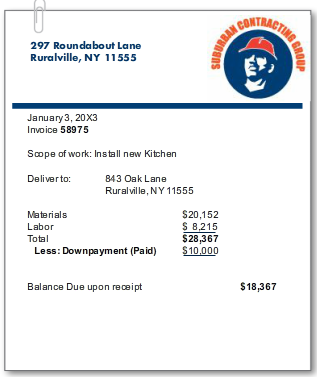 SUBURBAN CONTRACTING GROUP
297 Roundabout Lane
Ruralville, NY 11555
January 3, 20X3
Invoice 58975
Scope of work: Install new Kitchen
Deliver to: 843 Oak Lane
Ruralville, NY 11555
Materials $20,152
Labor $ 8,215
Total $28,367
Less: Downpayment (Paid) $10,000
Balance Due upon receipt $18,367